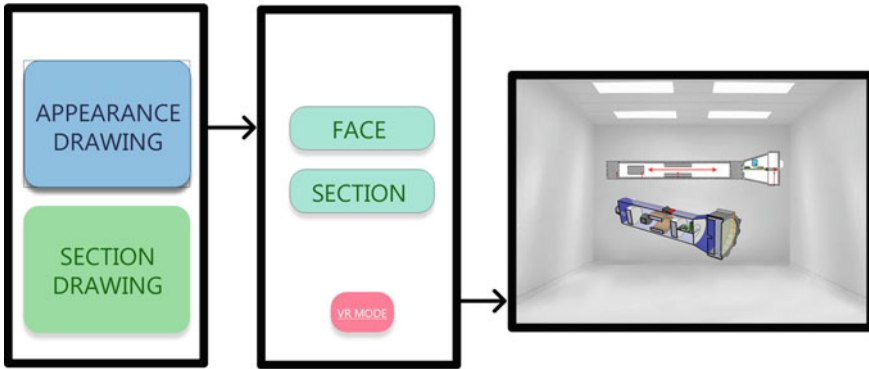 APPEARANCE
DRAWING
SECTION
DRAWING
FACE
SECTION
VR MODE